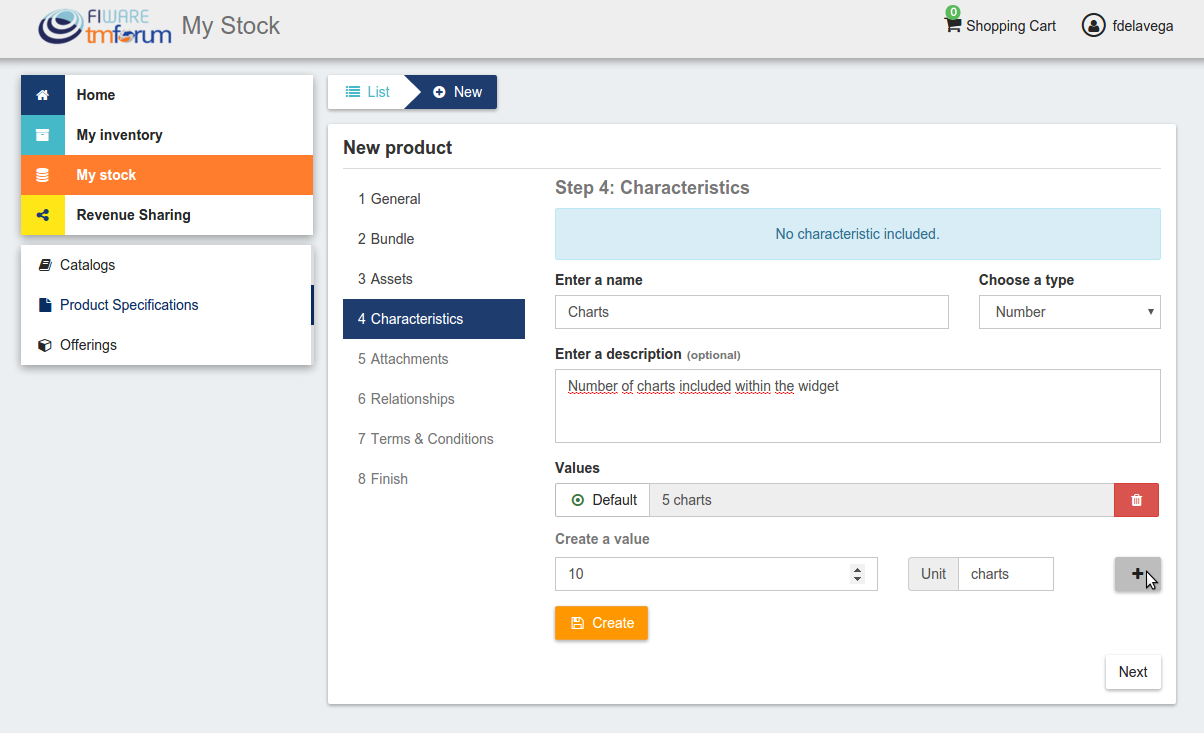 FIWARE
tmforum
My Stock
0
Shopping Cart
fdelavega
Home
My inventory
My stock
Revenue Sharing
Catalogs
Product Specifications
Offerings
List
New
New product
1 General
2 Bundle
3 Assets
4 Characteristics
5 Attachments
6 Relationships
7 Terms & Conditions
8 Finish
Step 4: Characteristics
No characteristic included.
Enter a name
Choose a type
Charts
Number
Enter a description (optional)
Number of charts included within the widget
Values
Default
5 charts
Create a value
10
Unit
charts
Create
Next